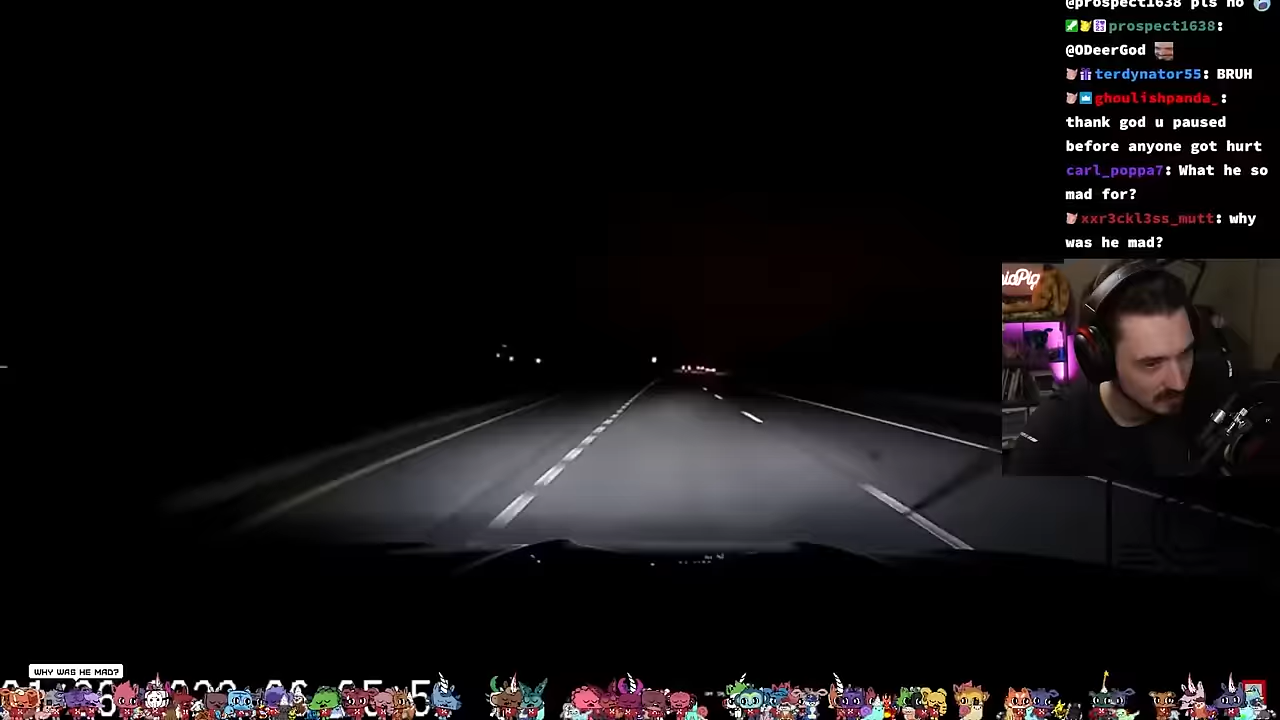 @prospect1638 pls no
prospect1638:
@ODeerGod
terdynator55: BRUH
ghoulishpanda_:
thank god u paused
before anyone got hurt
carl_poppa7: What he so
mad for?
xxr3ckl3ss_mutt: why
was he mad?
WHY WAS HE MAD?